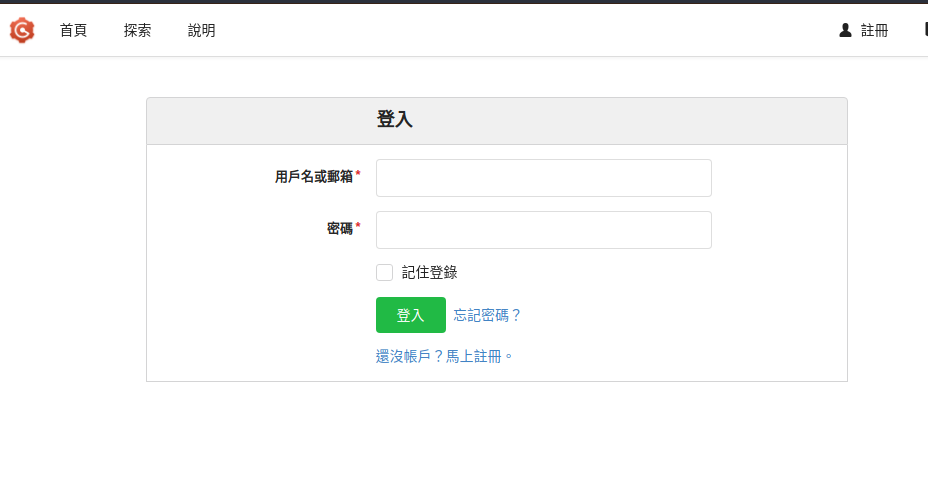 首頁 探索 說明 註冊
登入
用戶名或郵箱*
密碼*
記住登錄
登入 忘記密碼？
還沒帳戶？馬上註冊。